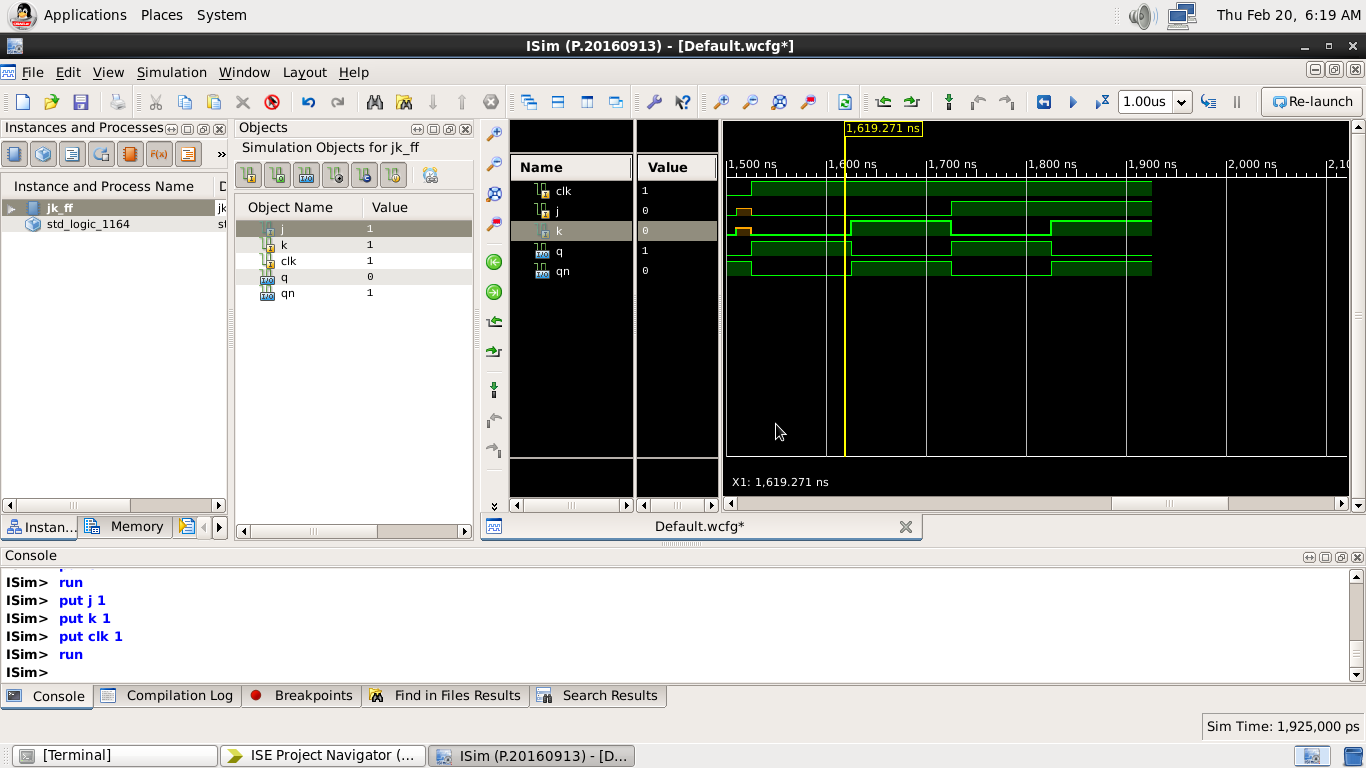 Applications Places System Thu Feb 20, 6:19 AM
ISim (P.20160913) - [Default.wcfg*]
File Edit View Simulation Window Layout Help
1.00us Re-launch
Instances and Processes
Instance and Process Name
jk_ff
std_logic_1164
Instan... Memory
Objects
Simulation Objects for jk_ff
Object Name Value
j 1
k 1
clk 1
q 0
qn 1
Name Value
clk 1
j 0
k 0
q 1
qn 0
1,619.271 ns
1,500 ns 1,600 ns 1,700 ns 1,800 ns 1,900 ns 2,000 ns 2,10
X1: 1,619.271 ns
Default.wcfg*
Console
ISim> run
ISim> put j 1
ISim> put k 1
ISim> put clk 1
ISim> run
ISim>
Console Compilation Log Breakpoints Find in Files Results Search Results
Sim Time: 1,925,000 ps
[Terminal] ISE Project Navigator (... ISim (P.20160913) - [D...